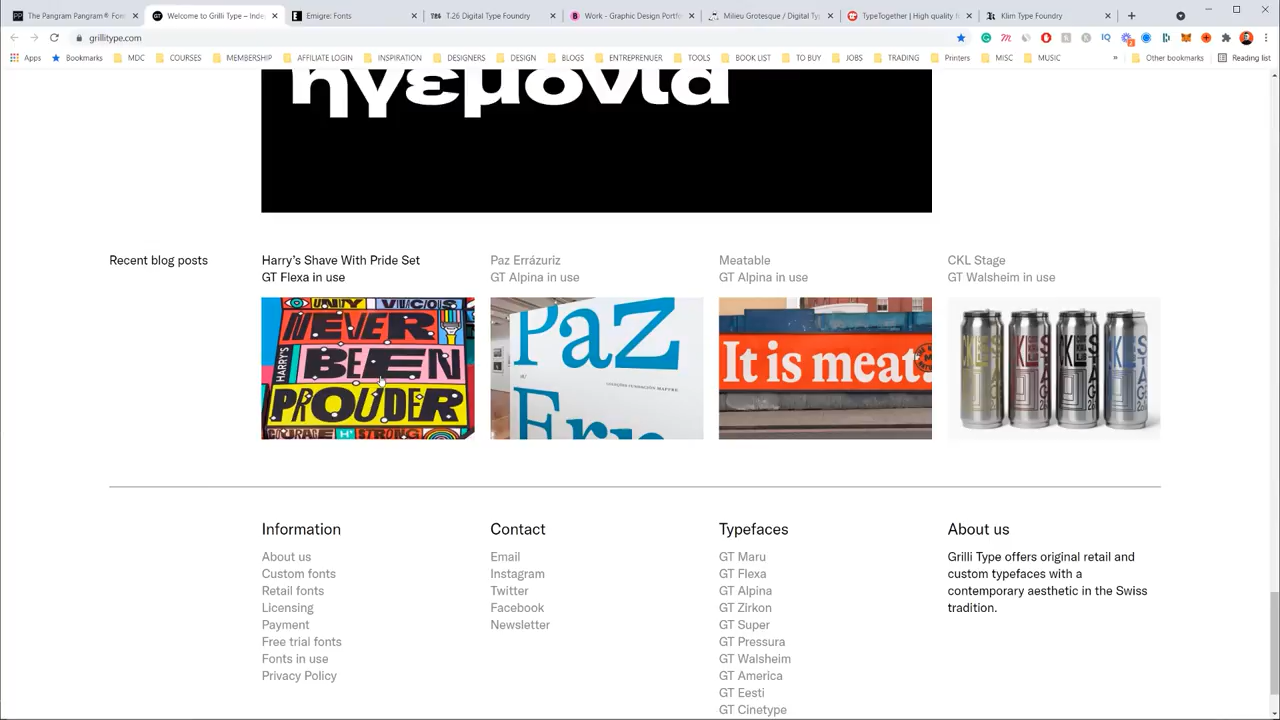 The Pangram Pangram® Fon
Welcome to Grilli Type – Indep
Emigre: Fonts
T.26 Digital Type Foundry
Work - Graphic Design Portfo
Milieu Grotesque / Digital Typ
TypeTogether | High quality f
Klim Type Foundry
grillitype.com
Apps
Bookmarks
MDC
COURSES
MEMBERSHIP
AFFILIATE LOGIN
INSPIRATION
DESIGNERS
DESIGN
BLOGS
ENTREPRENUER
TOOLS
BOOK LIST
TO BUY
JOBS
TRADING
Printers
MISC
MUSIC
»
Other bookmarks
Reading list
ηγεμονία
Recent blog posts
Harry's Shave With Pride Set
GT Flexa in use
Paz Errázuriz
GT Alpina in use
Meatable
GT Alpina in use
CKL Stage
GT Walsheim in use
UNITY
NEVER
HARRY'S
BEEN
PROUDER
COURAGE H's STRONG
Paz
Err
It is meat.
Information
About us
Custom fonts
Retail fonts
Licensing
Payment
Free trial fonts
Fonts in use
Privacy Policy
Contact
Email
Instagram
Twitter
Facebook
Newsletter
Typefaces
GT Maru
GT Flexa
GT Alpina
GT Zirkon
GT Super
GT Pressura
GT Walsheim
GT America
GT Eesti
GT Cinetype
About us
Grilli Type offers original retail and
custom typefaces with a
contemporary aesthetic in the Swiss
tradition.